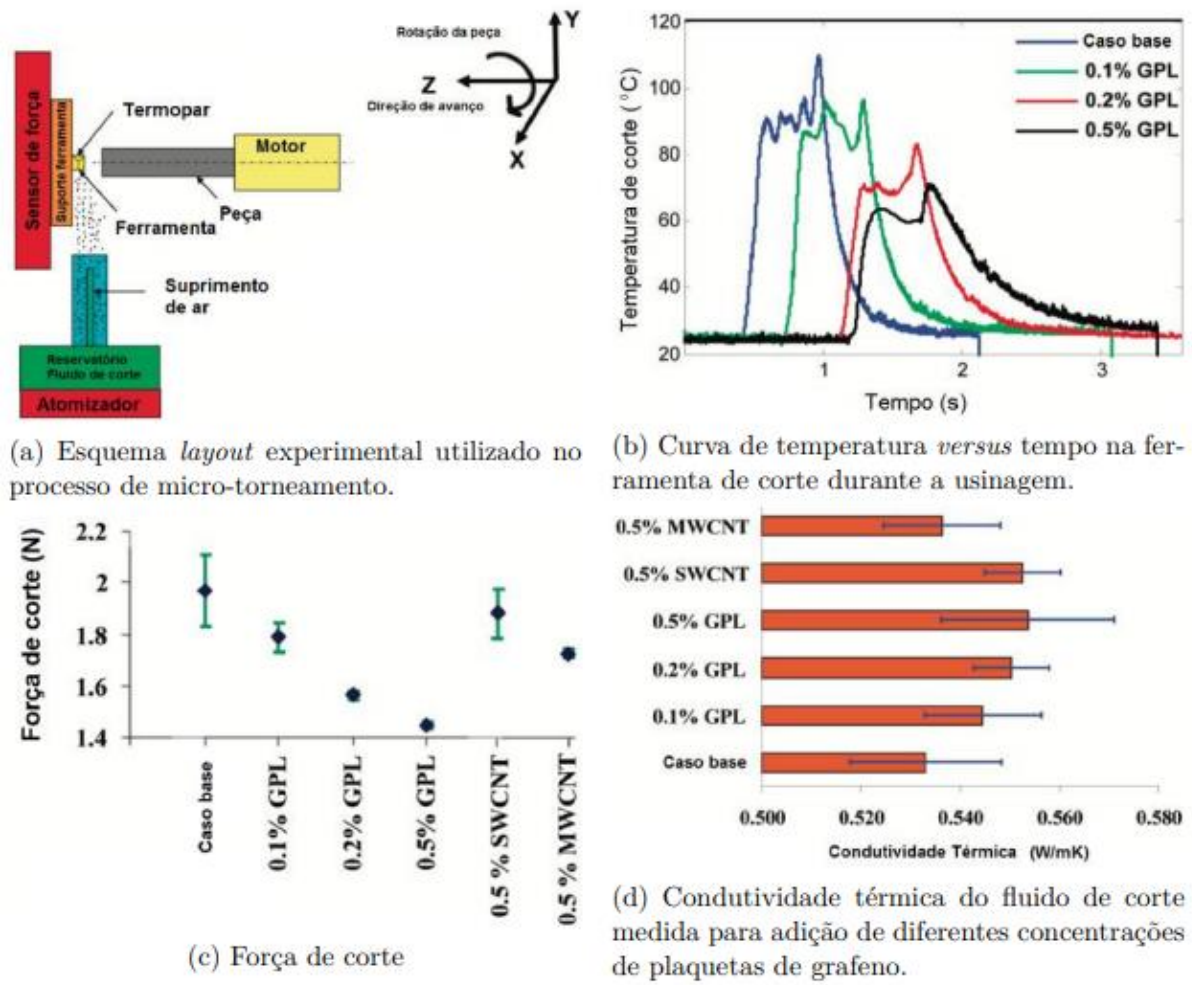 Rotação da peça
Y
Z
Direção de avanço
X
Sensor de força
Suporte ferramenta
Termopar
Motor
Peça
Ferramenta
Suprimento
de ar
Reservatório
Fluido de corte
Atomizador
(a) Esquema layout experimental utilizado no
processo de micro-torneamento.
Temperatura de corte (°C)
120
100
80
60
40
20
1
2
3
Tempo (s)
Caso base
0.1% GPL
0.2% GPL
0.5% GPL
(b) Curva de temperatura versus tempo na fer-
ramenta de corte durante a usinagem.
Força de corte (N)
2.2
2
1.8
1.6
1.4
Caso base
0.1% GPL
0.2% GPL
0.5% GPL
0.5 % SWCNT
0.5 % MWCNT
(c) Força de corte
0.5% MWCNT
0.5% SWCNT
0.5% GPL
0.2% GPL
0.1% GPL
Caso base
0.500 0.520 0.540 0.560 0.580
Condutividade Térmica (W/mK)
(d) Condutividade térmica do fluido de corte
medida para adição de diferentes concentrações
de plaquetas de grafeno.